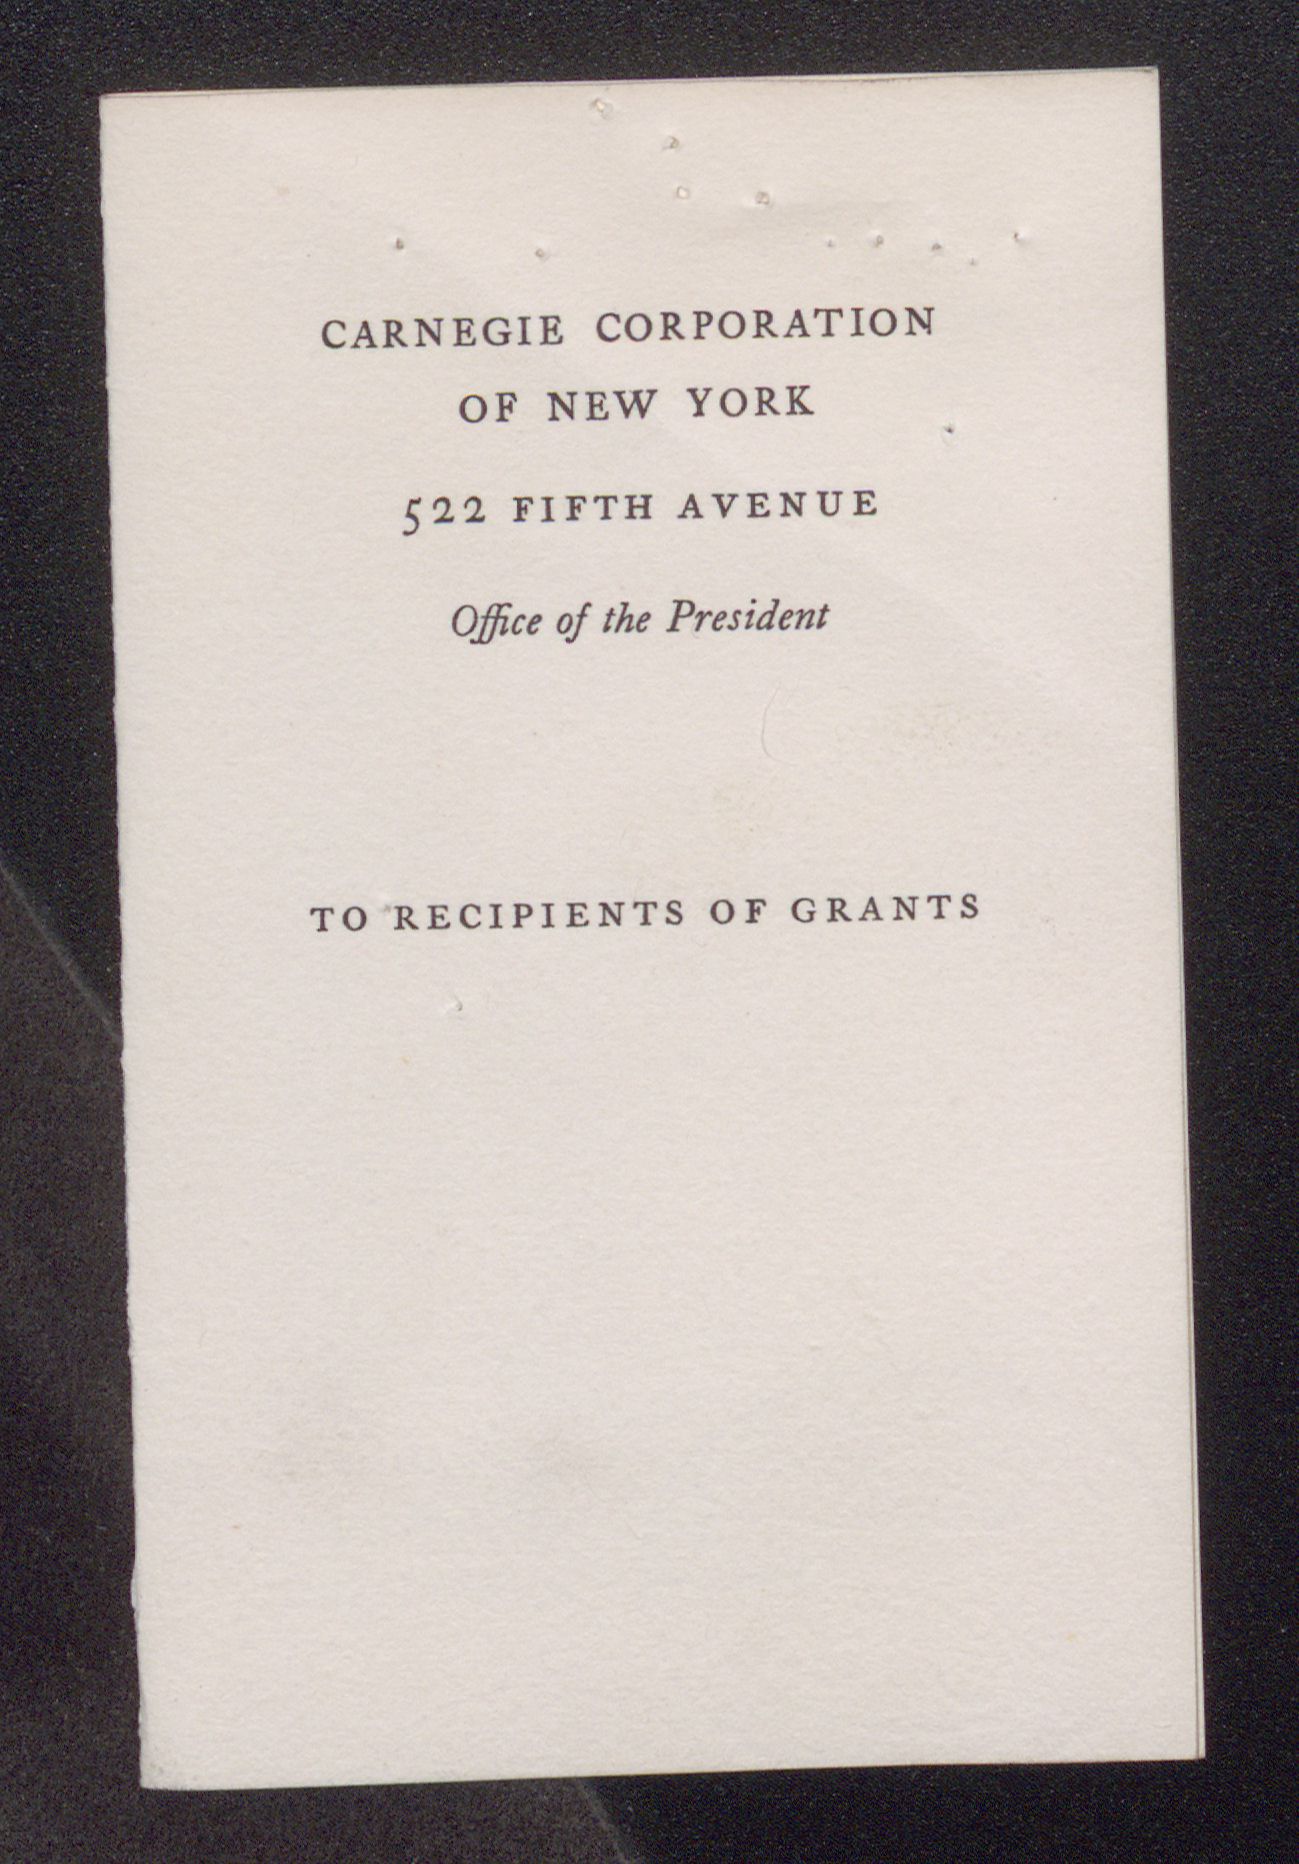 CARNEGIE CORPORATION
OF NEW YORK
522 FIFTH AVENUE
Office of the President
TO RECIPIENTS OF GRANTS